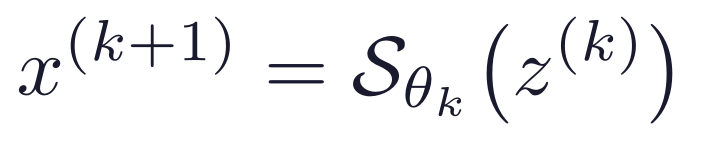 $x^{(k+1)} = \mathcal{S}_{\theta_k}\left(z^{(k)}\right)$